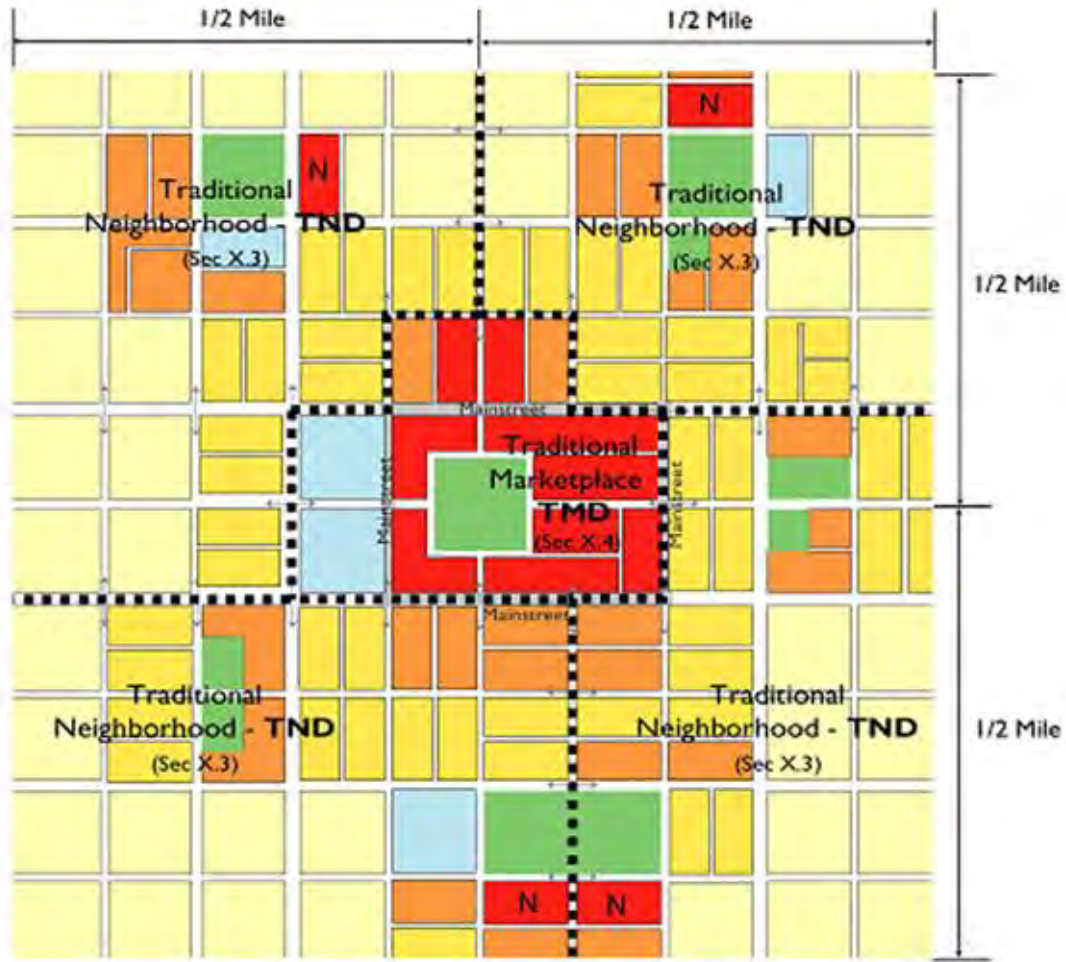 1/2 Mile
1/2 Mile
N
N
Traditional
Neighborhood - TND
(Sec X.3)
Traditional
Neighborhood - TND
(Sec X.3)
1/2 Mile
Mainstreet
Traditional
Marketplace
TMD
(Sec X.4)
Mainstreet
Mainstreet
Mainstreet
Traditional
Neighborhood - TND
(Sec X.3)
Traditional
Neighborhood - TND
(Sec X.3)
1/2 Mile
N
N